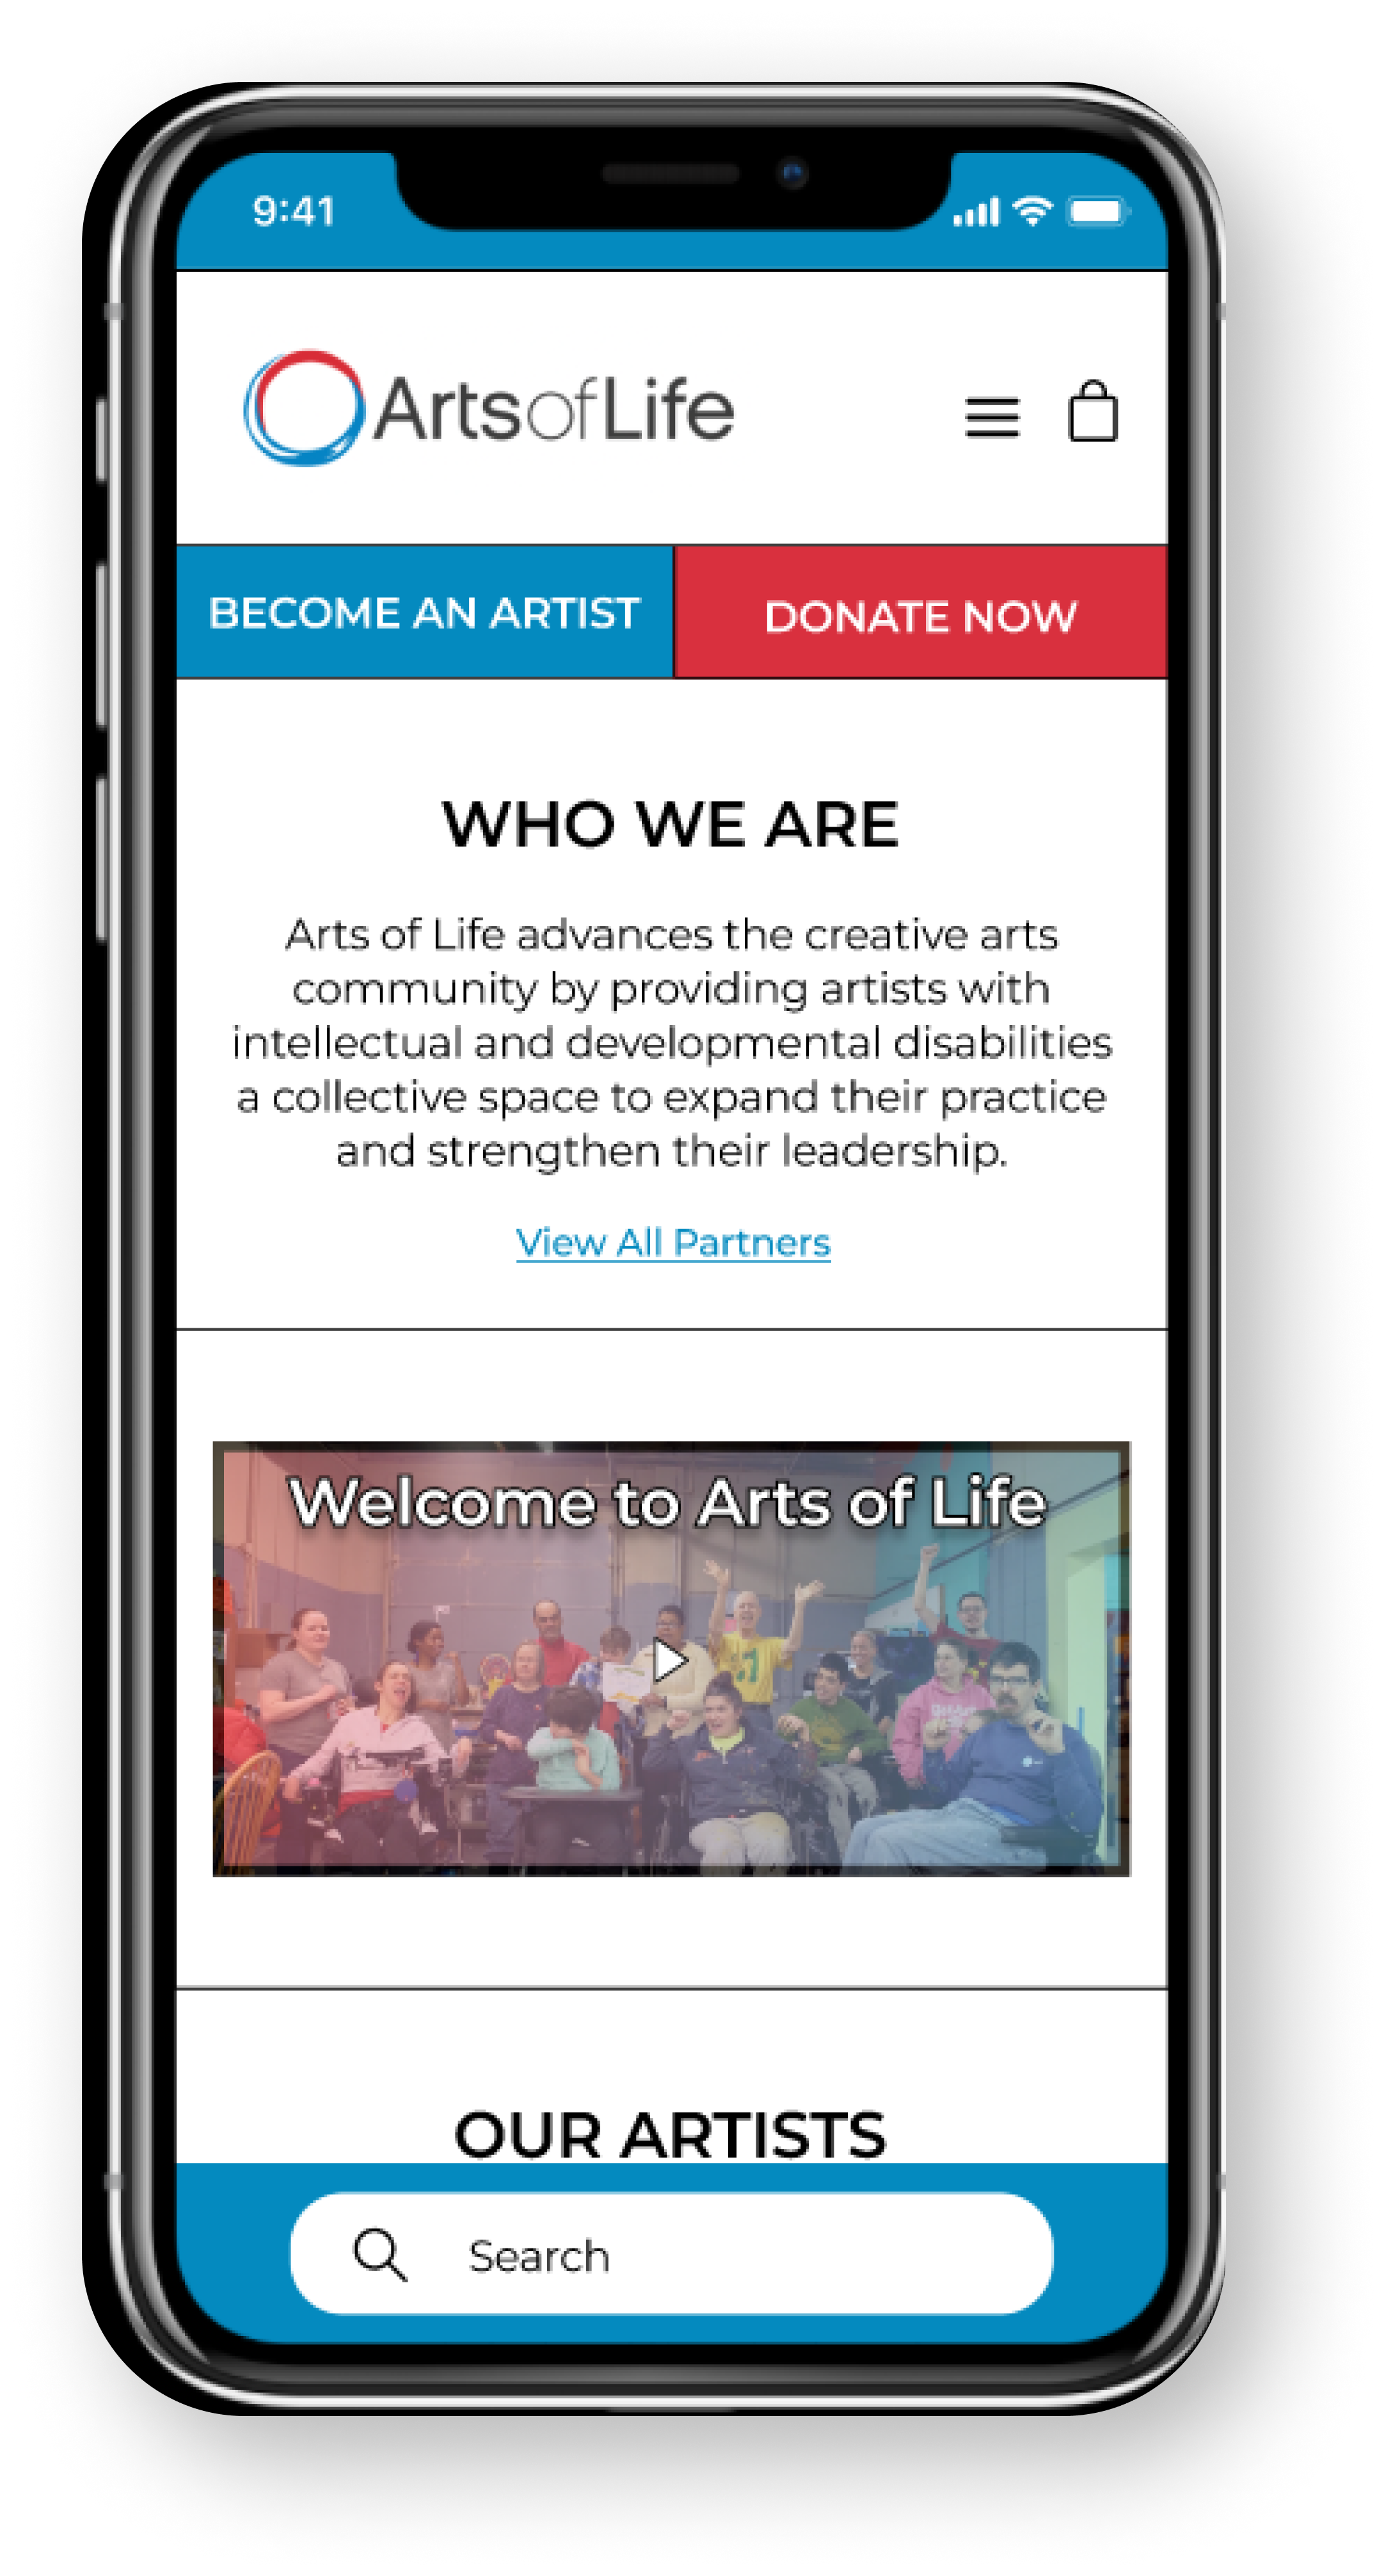 9:41
ArtsofLife
BECOME AN ARTIST
DONATE NOW
WHO WE ARE
Arts of Life advances the creative arts
community by providing artists with
intellectual and developmental disabilities
a collective space to expand their practice
and strengthen their leadership.
View All Partners
Welcome to Arts of Life
OUR ARTISTS
Search